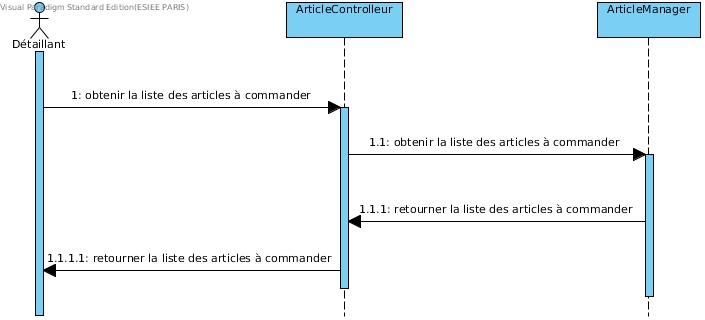 Visual Paradigm Standard Edition(ESIEE PARIS)
ArticleControlleur
ArticleManager
Détaillant
1: obtenir la liste des articles à commander
1.1: obtenir la liste des articles à commander
1.1.1: retourner la liste des articles à commander
1.1.1.1: retourner la liste des articles à commander